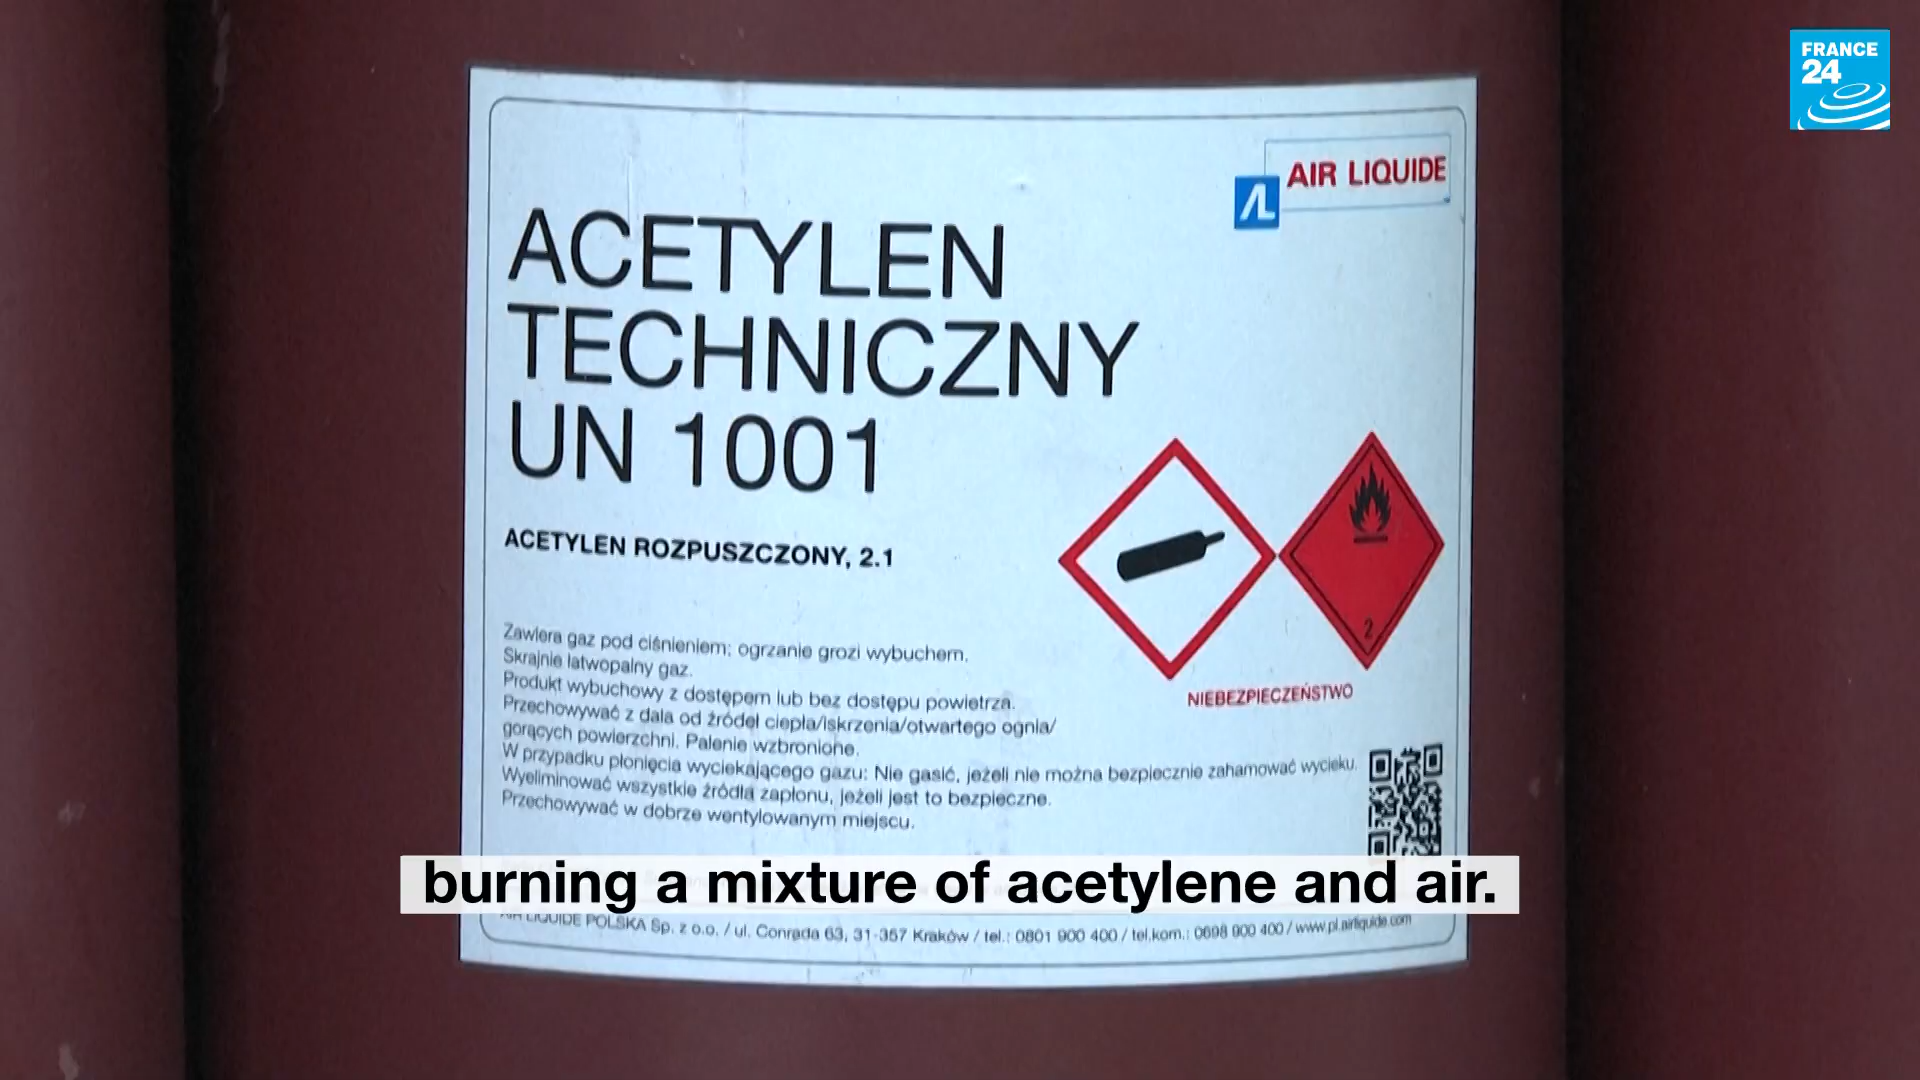 FRANCE
24
AIR LIQUIDE
ACETYLEN
TECHNICZNY
UN 1001
ACETYLEN ROZPUSZCZONY, 2.1
2
NIEBEZPIECZEŃSTWO
Zawiera gaz pod ciśnieniem; ogrzanie grozi wybuchem.
Skrajnie łatwopalny gaz.
Produkt wybuchowy z dostępem lub bez dostępu powietrza.
Przechowywać z dala od źródeł ciepła/iskrzenia/otwartego ognia/
gorących powierzchni. Palenie wzbronione.
W przypadku płonięcia wyciekającego gazu: Nie gasić, jeżeli nie można bezpiecznie zahamować wycieku.
Wyeliminować wszystkie źródła zapłonu, jeżeli jest to bezpieczne.
Przechowywać w dobrze wentylowanym miejscu.
burning a mixture of acetylene and air.
AIR LIQUIDE POLSKA Sp. z o.o. / ul. Conrada 63, 31-357 Kraków / tel.: 0801 900 400 / tel.kom.: 0698 900 400 / www.pl.airliquide.com